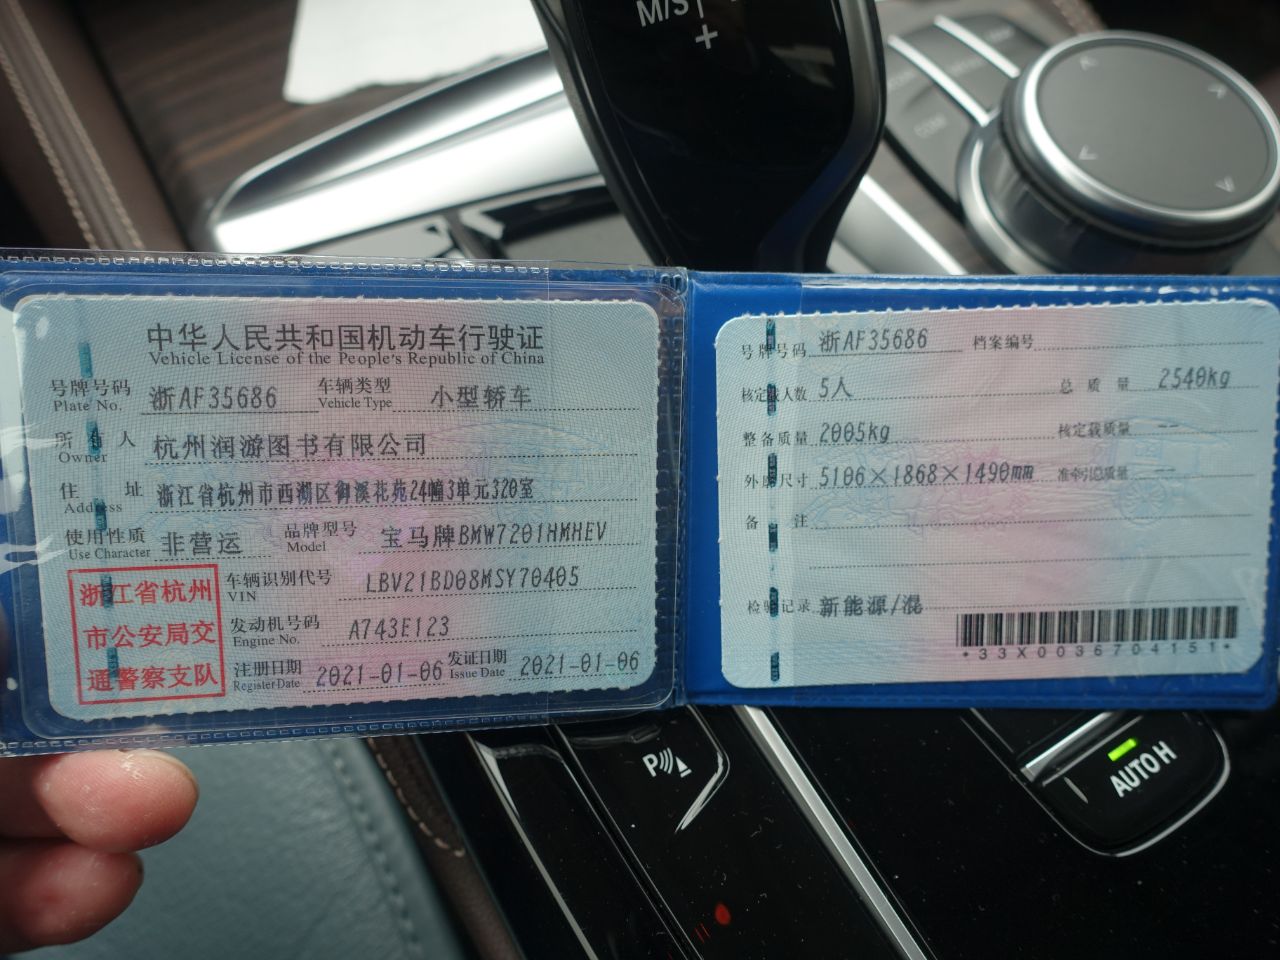 M/S
+
COM
中华人民共和国机动车行驶证
Vehicle License of the People's Republic of China
号牌号码 浙AF35686 车辆类型 小型轿车
Plate No. Vehicle Type
所有人 杭州润游图书有限公司
Owner
住址 浙江省杭州市西湖区御溪花苑24幢3单元320室
Address
使用性质 非营运 品牌型号 宝马牌BMW7201HMHEV
Use Character Model
浙江省杭州
市公安局交
通警察支队
车辆识别代号 LBV21BD08MSY70405
VIN
发动机号码 A743E123
Engine No.
注册日期 2021-01-06 发证日期 2021-01-06
Register Date Issue Date
号牌号码 浙AF35686 档案编号
核定载人数 5人 总质量 2540kg
整备质量 2005kg 核定载质量 --
外廓尺寸 5106×1868×1490mm 准牵引总质量 --
备注
检验记录 新能源/混
*33X0036704151*
P
AUTO H